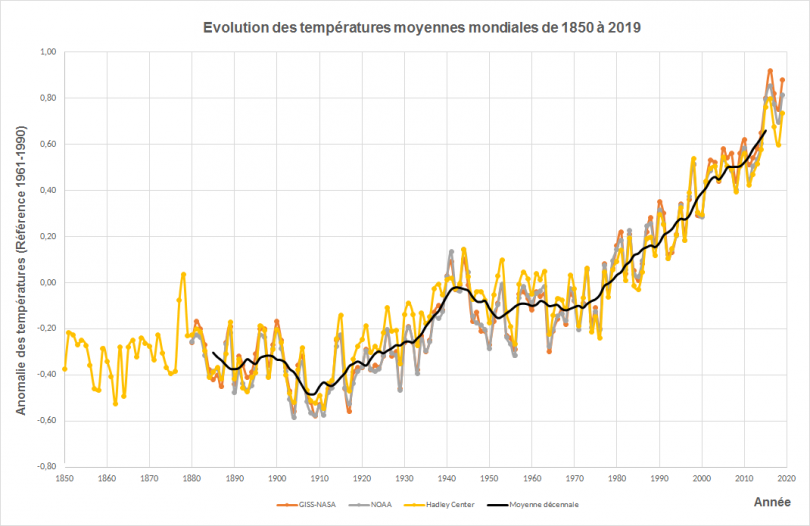 Evolution des températures moyennes mondiales de 1850 à 2019
Anomalie des températures (Référence 1961-1990)
1,00
0,80
0,60
0,40
0,20
0,00
-0,20
-0,40
-0,60
-0,80
1850 1860 1870 1880 1890 1900 1910 1920 1930 1940 1950 1960 1970 1980 1990 2000 2010 2020
Année
GISS-NASA NOAA Hadley Center Moyenne décennale